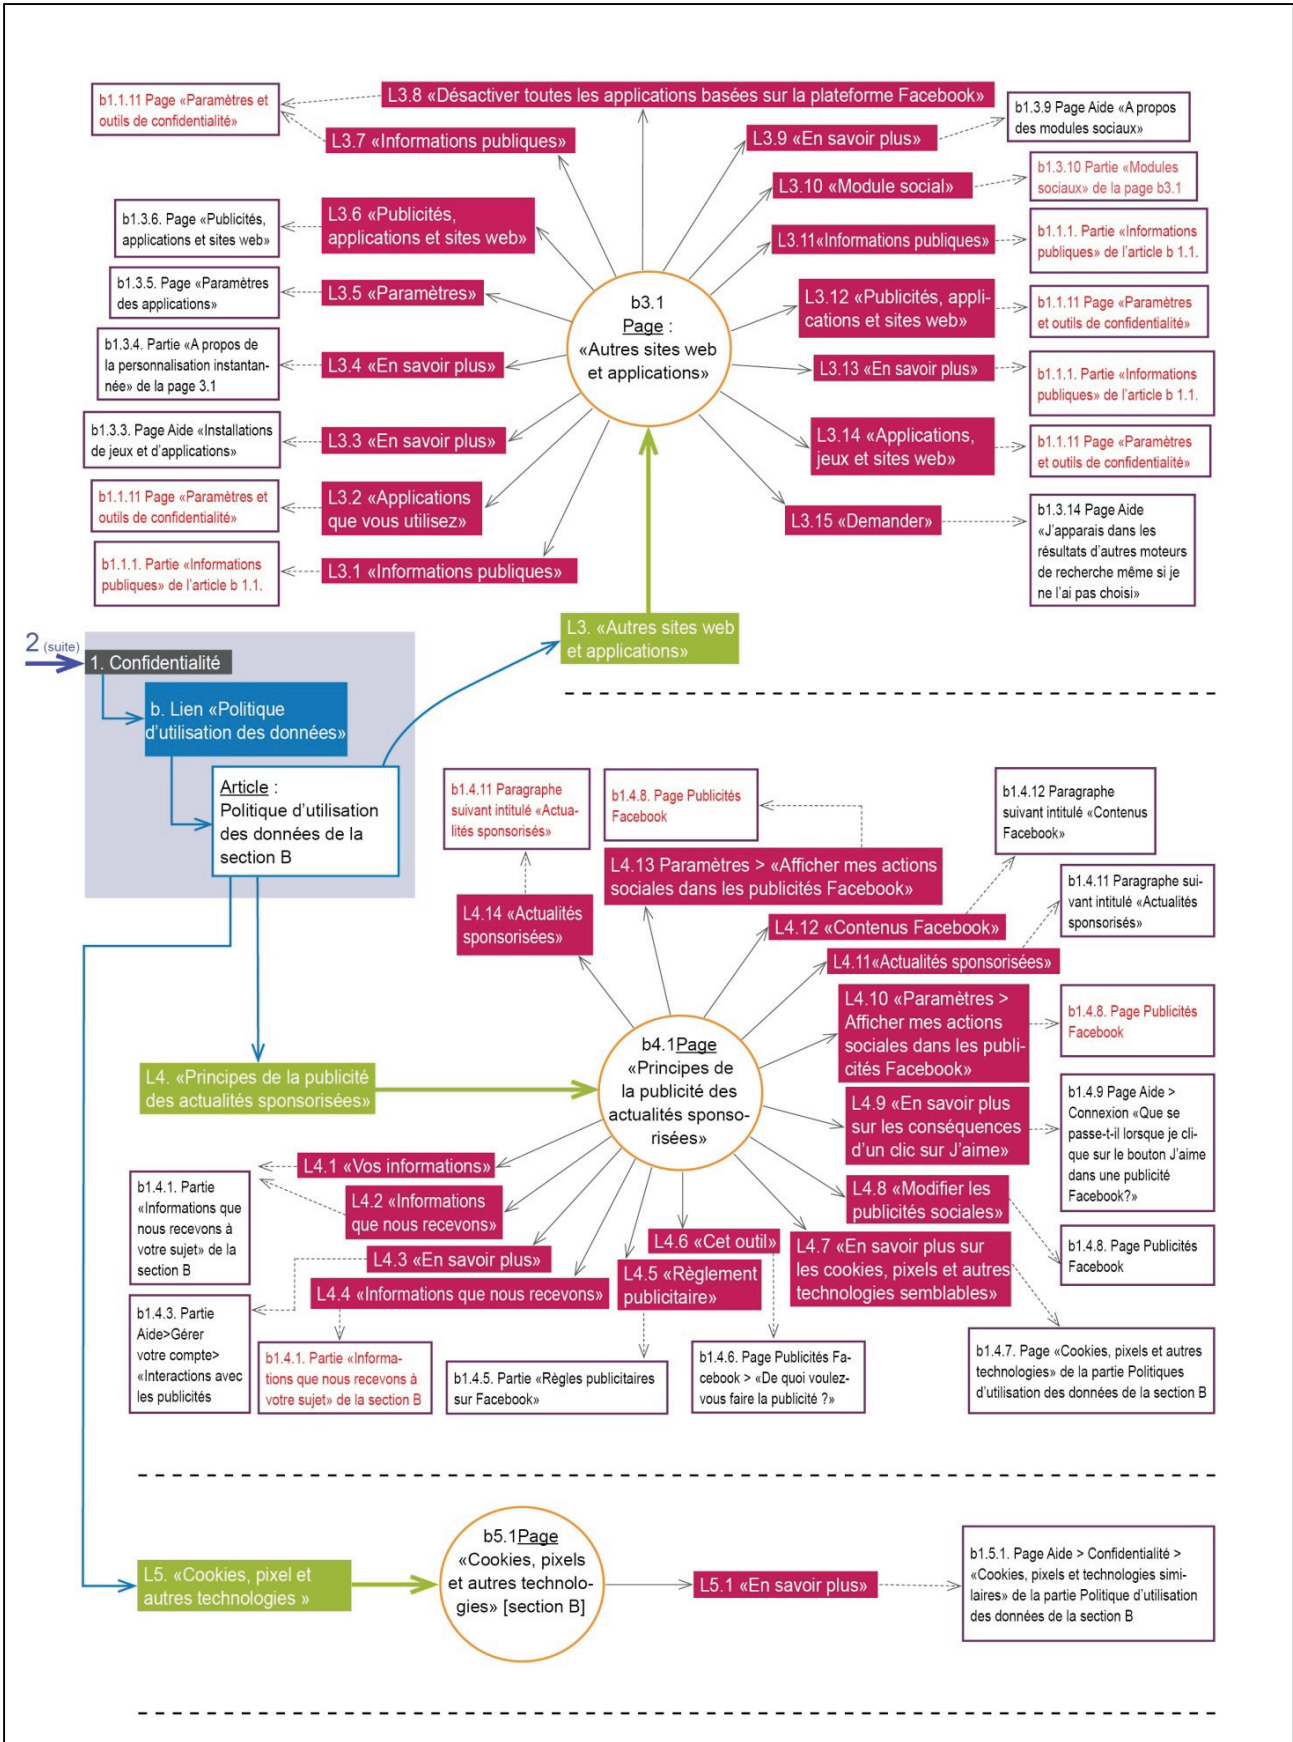 L3.8 «Désactiver toutes les applications basées sur la plateforme Facebook»
b1.1.11 Page «Paramètres et
outils de confidentialité»
L3.7 «Informations publiques»
L3.9 «En savoir plus»
b1.3.9 Page Aide «A propos
des modules sociaux»
L3.10 «Module social»
b1.3.10 Partie «Modules
sociaux» de la page b3.1
b1.3.6. Page «Publicités,
applications et sites web»
L3.6 «Publicités,
applications et sites web»
L3.11«Informations publiques»
b1.1.1. Partie «Informations
publiques» de l’article b 1.1.
b1.3.5. Page «Paramètres
des applications»
L3.5 «Paramètres»
b3.1
Page :
«Autres sites web
et applications»
L3.12 «Publicités, appli-
cations et sites web»
b1.1.11 Page «Paramètres
et outils de confidentialité»
b1.3.4. Partie «A propos de
la personnalisation instantan-
née» de la page 3.1
L3.4 «En savoir plus»
L3.13 «En savoir plus»
b1.1.1. Partie «Informations
publiques» de l’article b 1.1.
b1.3.3. Page Aide «Installations
de jeux et d’applications»
L3.3 «En savoir plus»
L3.14 «Applications,
jeux et sites web»
b1.1.11 Page «Paramètres
et outils de confidentialité»
b1.1.11 Page «Paramètres et
outils de confidentialité»
L3.2 «Applications
que vous utilisez»
L3.15 «Demander»
b1.3.14 Page Aide
«J’apparais dans les
résultats d’autres moteurs
de recherche même si je
ne l’ai pas choisi»
b1.1.1. Partie «Informations
publiques» de l’article b 1.1.
L3.1 «Informations publiques»
L3. «Autres sites web
et applications»
2 (suite)
1. Confidentialité
b. Lien «Politique
d’utilisation des données»
Article :
Politique d’utilisation
des données de la
section B
b1.4.11 Paragraphe
suivant intitulé «Actua-
lités sponsorisés»
b1.4.8. Page Publicités
Facebook
b1.4.12 Paragraphe
suivant intitulé «Contenus
Facebook»
L4.13 Paramètres > «Afficher mes actions
sociales dans les publicités Facebook»
b1.4.11 Paragraphe sui-
vant intitulé «Actualités
sponsorisés»
L4.14 «Actualités
sponsorisées»
L4.12 «Contenus Facebook»
L4.11«Actualités sponsorisées»
L4.10 «Paramètres >
Afficher mes actions
sociales dans les publi-
cités Facebook»
b1.4.8. Page Publicités
Facebook
b4.1Page
«Principes de
la publicité des
actualités sponso-
risées»
L4. «Principes de la publicité
des actualités sponsorisées»
L4.9 «En savoir plus
sur les conséquences
d’un clic sur J’aime»
b1.4.9 Page Aide >
Connexion «Que se
passe-t-il lorsque je cli-
que sur le bouton J’aime
dans une publicité
Facebook?»
L4.1 «Vos informations»
b1.4.1. Partie
«Informations que
nous recevons à
votre sujet» de la
section B
L4.2 «Informations
que nous recevons»
L4.8 «Modifier les
publicités sociales»
b1.4.8. Page Publicités
Facebook
L4.3 «En savoir plus»
L4.6 «Cet outil»
L4.7 «En savoir plus sur
les cookies, pixels et autres
technologies semblables»
L4.4 «Informations que nous recevons»
L4.5 «Règlement
publicitaire»
b1.4.3. Partie
Aide>Gérer
votre compte>
«Interactions avec
les publicités
b1.4.1. Partie «Informa-
tions que nous recevons à
votre sujet» de la section B
b1.4.5. Partie «Règles publicitaires
sur Facebook»
b1.4.6. Page Publicités Fa-
cebook > «De quoi voulez-
vous faire la publicité ?»
b1.4.7. Page «Cookies, pixels et autres
technologies» de la partie Politiques
d’utilisation des données de la section B
L5. «Cookies, pixel et
autres technologies »
b5.1Page
«Cookies, pixels
et autres technolo-
gies» [section B]
L5.1 «En savoir plus»
b1.5.1. Page Aide > Confidentialité >
«Cookies, pixels et technologies simi-
laires» de la partie Politique d’utilisation
des données de la section B